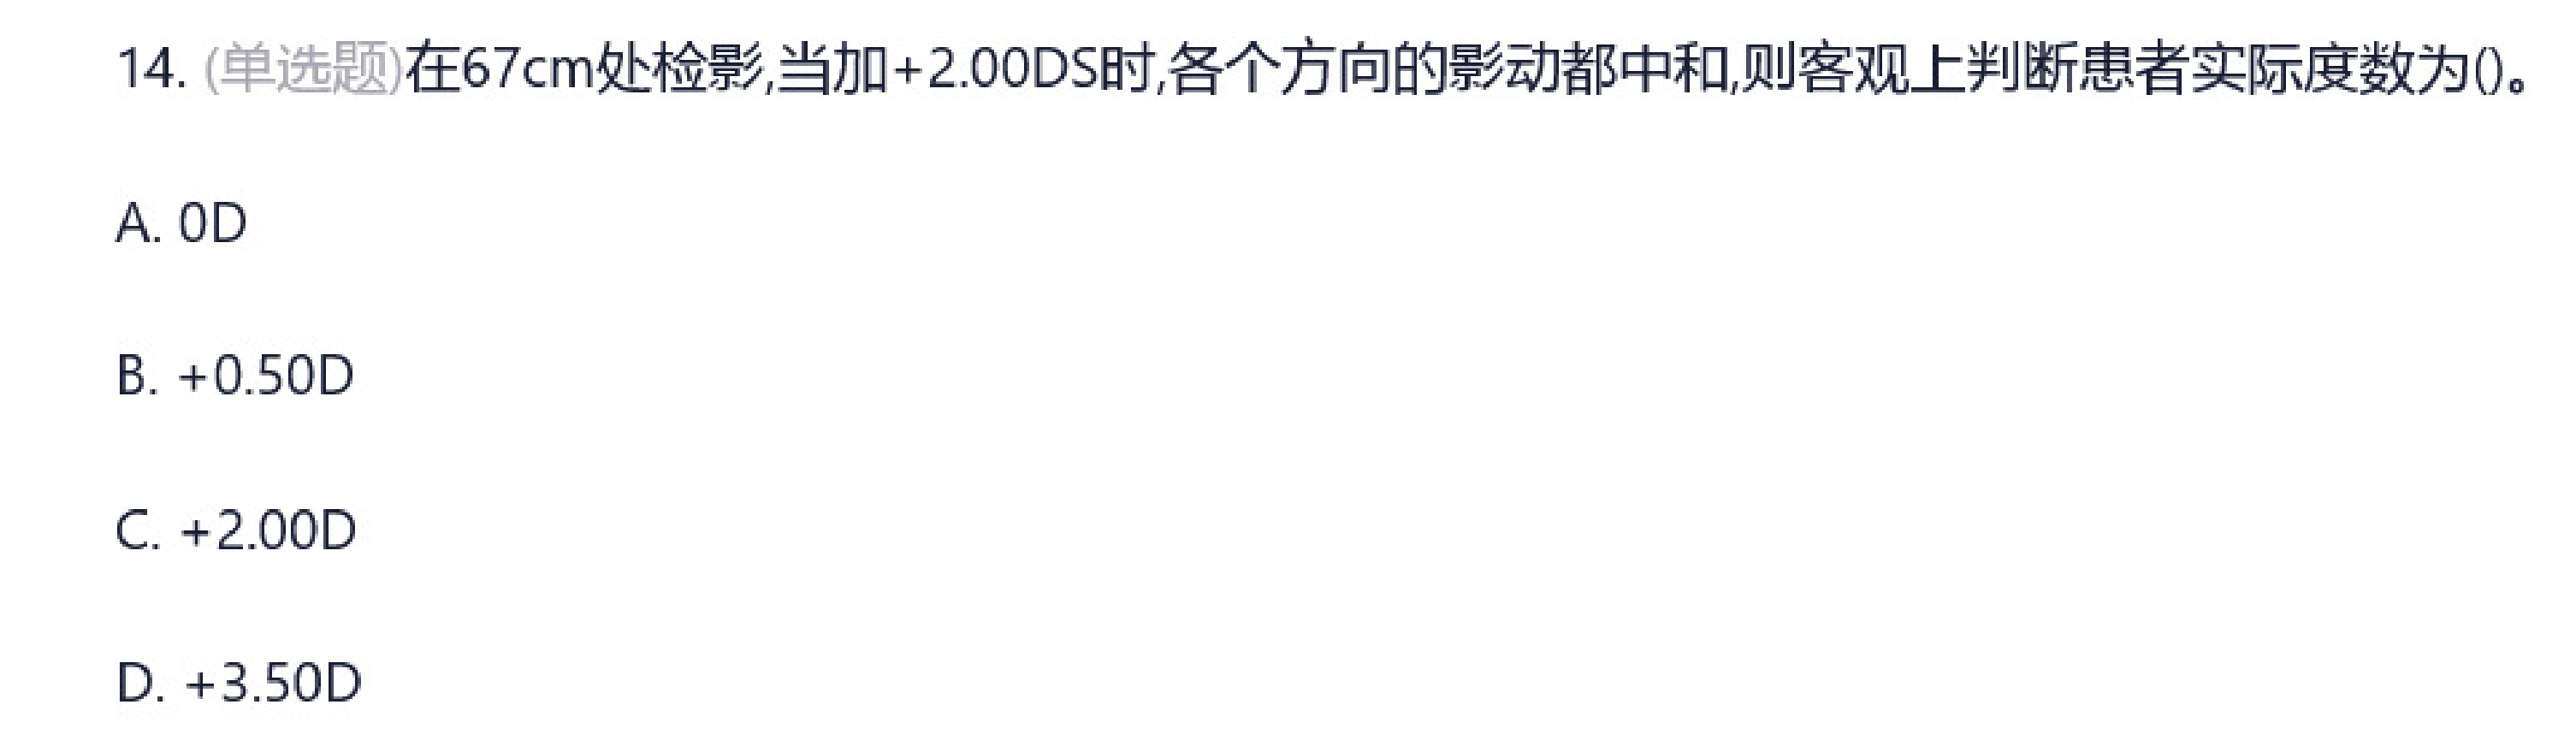 14. (单选题)在67cm处检影,当加+2.00DS时,各个方向的影动都中和,则客观上判断患者实际度数为()。
A. 0D
B. +0.50D
C. +2.00D
D. +3.50D